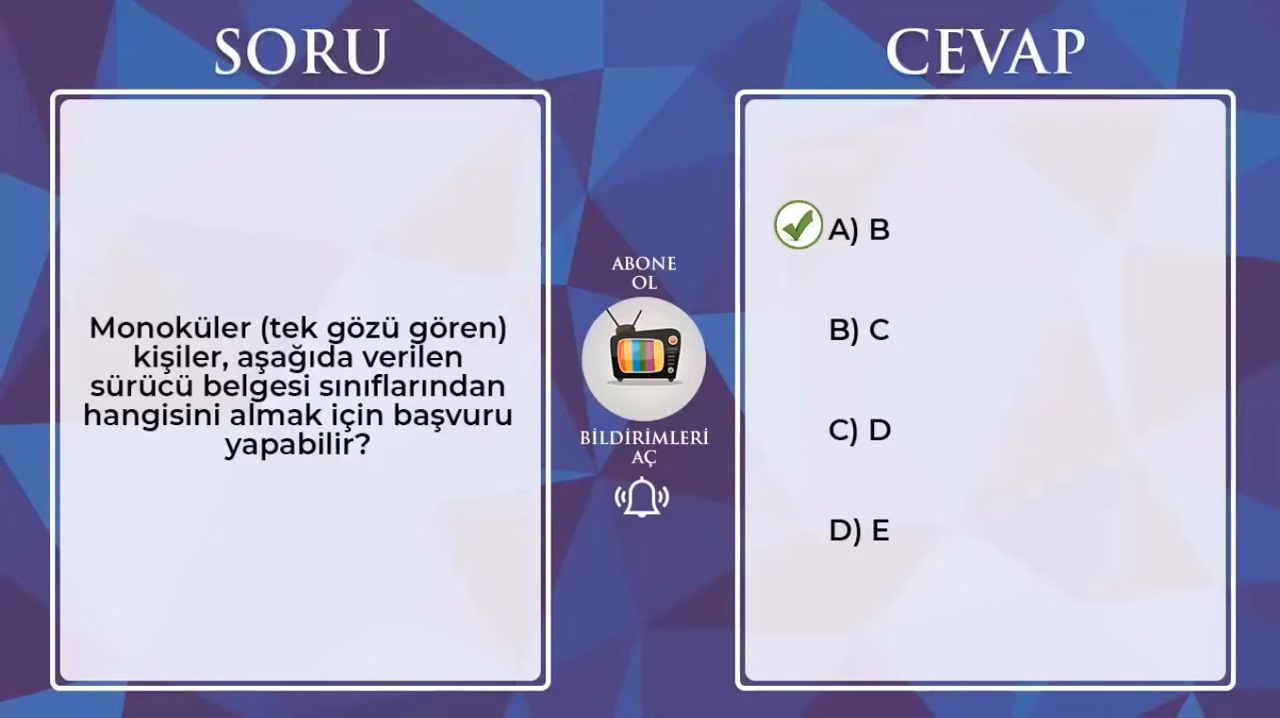 SORU
Monoküler (tek gözü gören)
kişiler, aşağıda verilen
sürücü belgesi sınıflarından
hangisini almak için başvuru
yapabilir?
ABONE
OL
BİLDİRİMLERİ
AÇ
CEVAP
A) B
B) C
C) D
D) E